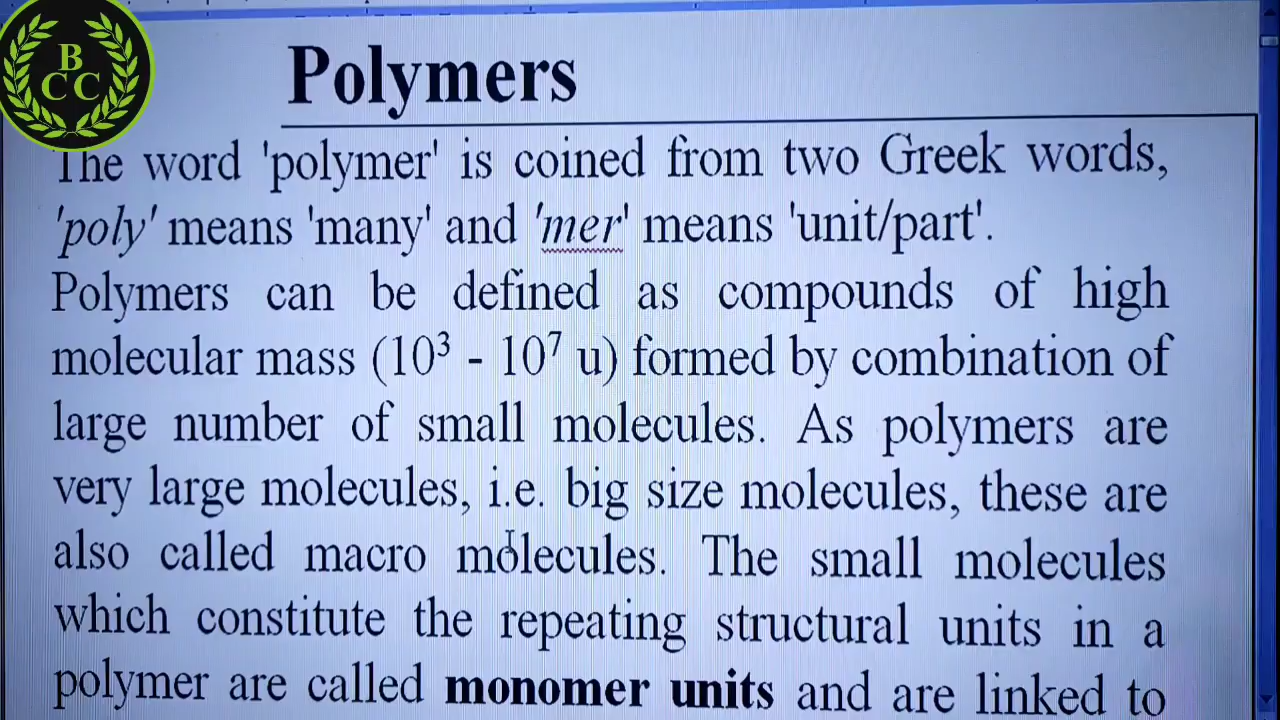 B
CC
Polymers
The word 'polymer' is coined from two Greek words,
'poly' means 'many' and 'mer' means 'unit/part'.
Polymers can be defined as compounds of high
molecular mass (10³ - 10⁷ u) formed by combination of
large number of small molecules. As polymers are
very large molecules, i.e. big size molecules, these are
also called macro molecules. The small molecules
which constitute the repeating structural units in a
polymer are called monomer units and are linked to